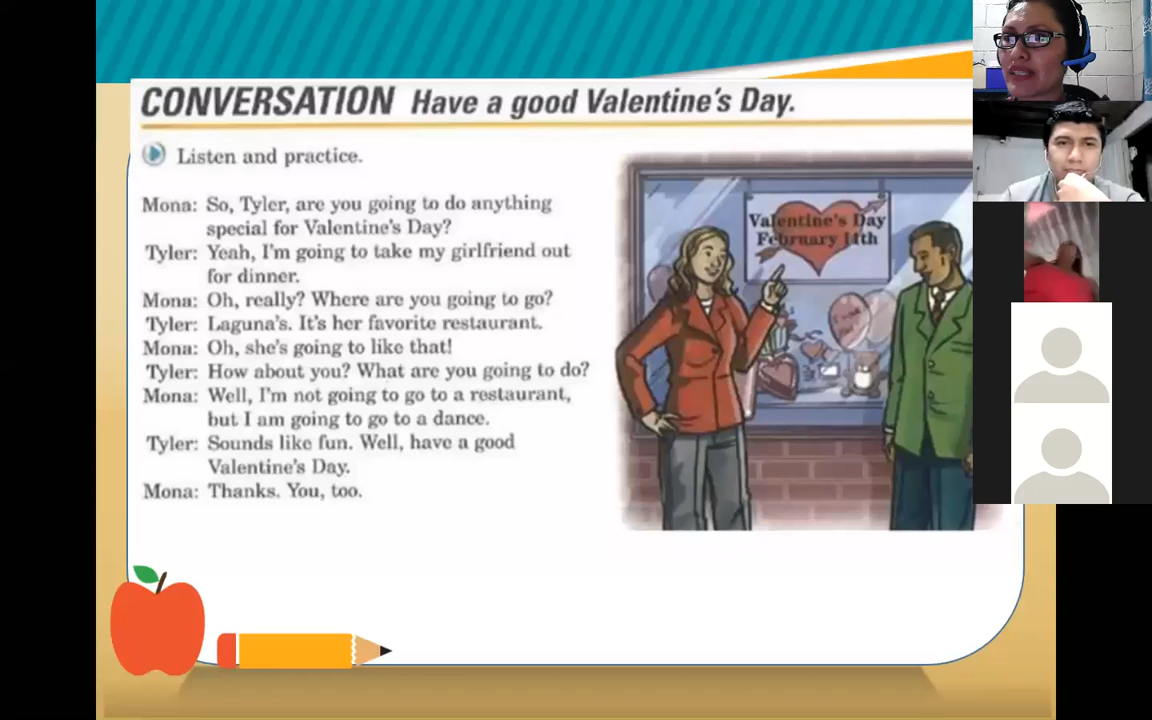 CONVERSATION Have a good Valentine's Day.
Listen and practice.
Mona: So, Tyler, are you going to do anything
special for Valentine's Day?
Tyler: Yeah, I'm going to take my girlfriend out
for dinner.
Mona: Oh, really? Where are you going to go?
Tyler: Laguna's. It's her favorite restaurant.
Mona: Oh, she's going to like that!
Tyler: How about you? What are you going to do?
Mona: Well, I'm not going to go to a restaurant,
but I am going to go to a dance.
Tyler: Sounds like fun. Well, have a good
Valentine's Day.
Mona: Thanks. You, too.
Valentine's Day
February 14th